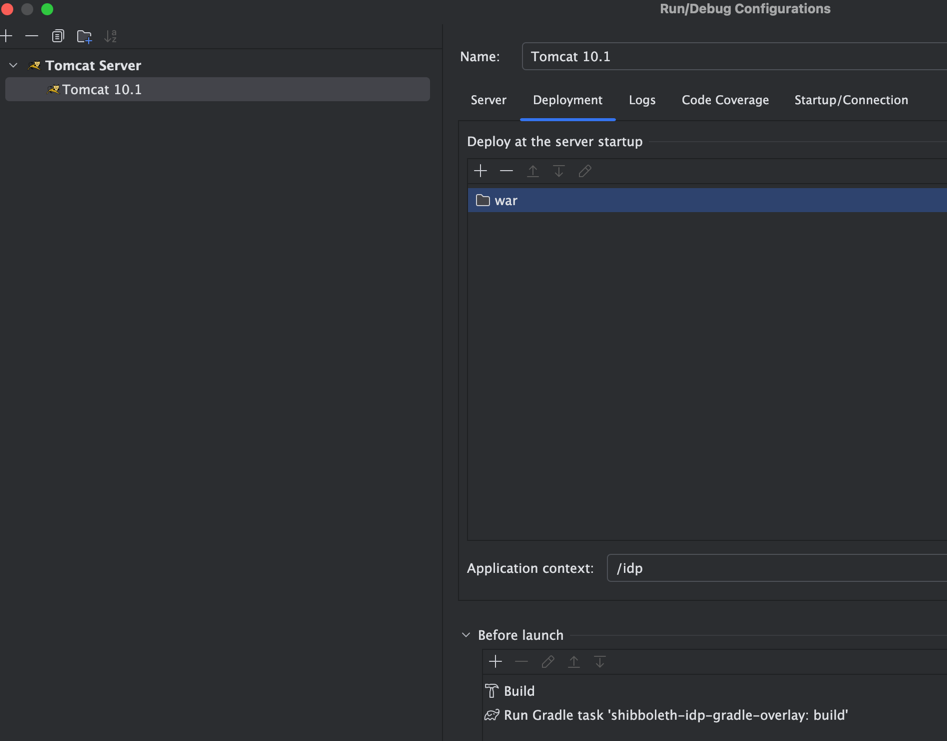 Run/Debug Configurations
Tomcat Server
Tomcat 10.1
Name: Tomcat 10.1
Server Deployment Logs Code Coverage Startup/Connection
Deploy at the server startup
war
Application context: /idp
Before launch
Build
Run Gradle task 'shibboleth-idp-gradle-overlay: build'